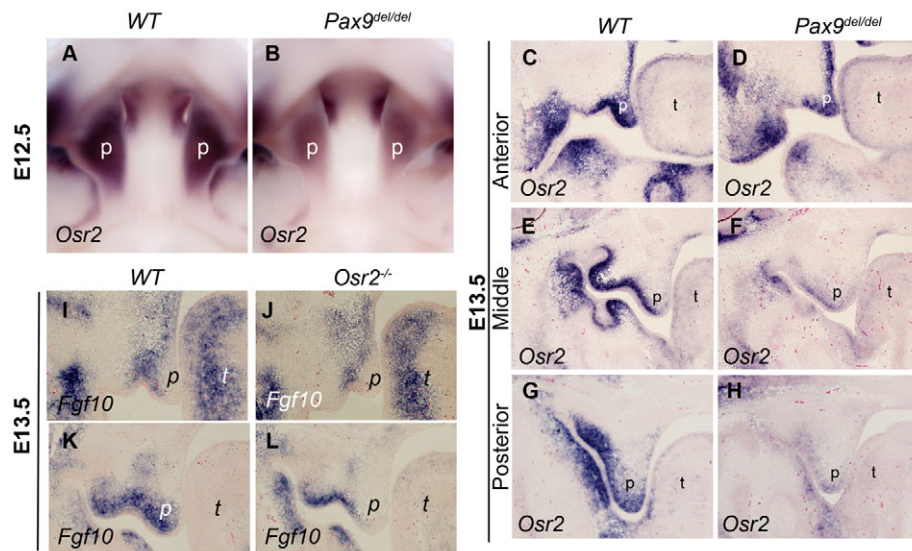 WT Pax9del/del
A B
p p p p
Osr2 Osr2
E12.5
WT Osr2-/-
I J
p t p t
Fgf10 Fgf10
K L
p t p t
Fgf10 Fgf10
E13.5
WT Pax9del/del
C D
p t p t
Osr2 Osr2
Anterior
E F
p t p t
Osr2 Osr2
Middle
G H
p t p t
Osr2 Osr2
Posterior
E13.5